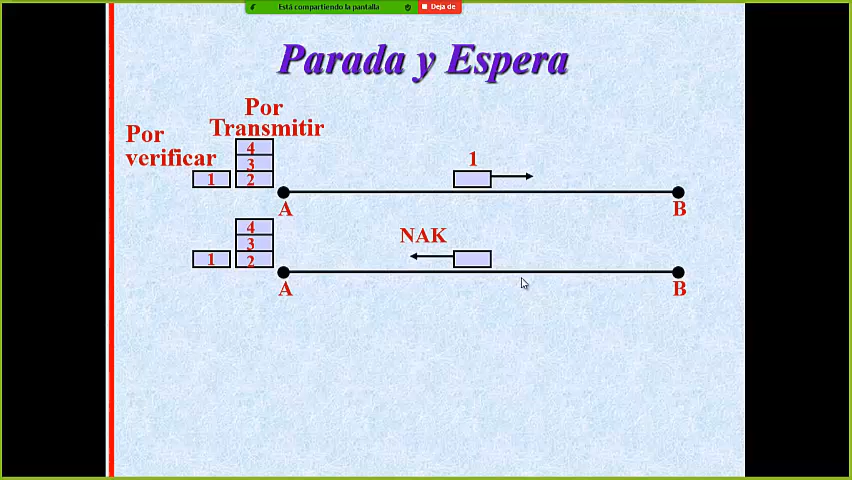 Está compartiendo la pantalla
Deja de
Parada y Espera
Por
Transmitir
Por
verificar
4
3
1 2
1
A B
4
3
1 2
NAK
A B